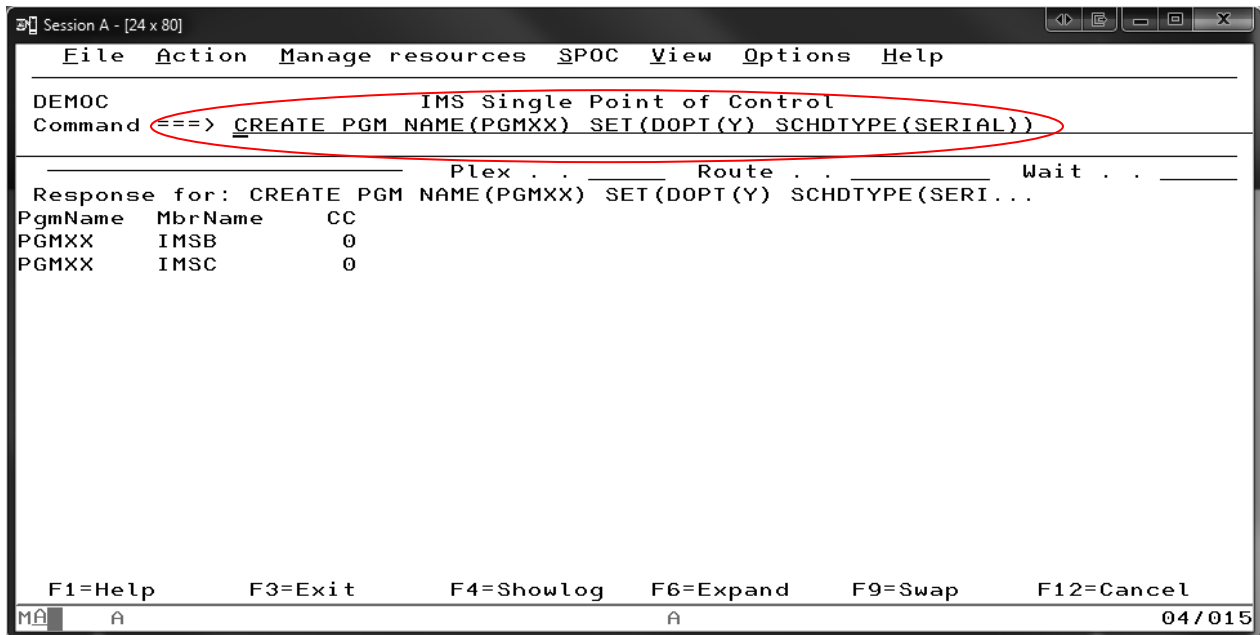 Session A - [24 x 80]
File Action Manage resources SPOC View Options Help
DEMOC IMS Single Point of Control
Command ===> CREATE PGM NAME(PGMXX) SET(DOPT(Y) SCHDTYPE(SERIAL))
Plex . . _____ Route . . _________ Wait . . _____
Response for: CREATE PGM NAME(PGMXX) SET(DOPT(Y) SCHDTYPE(SERI...
PgmName MbrName CC
PGMXX IMSB 0
PGMXX IMSC 0
F1=Help F3=Exit F4=Showlog F6=Expand F9=Swap F12=Cancel
MA A A 04/015